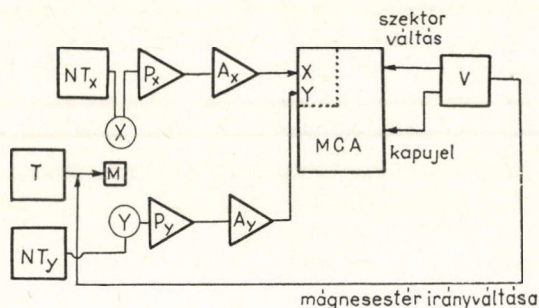 szektor
váltás
NTx
Px
Ax
X
Y
MCA
V
X
kapujel
T
M
NTy
Y
Py
Ay
mágnesestér irányváltása